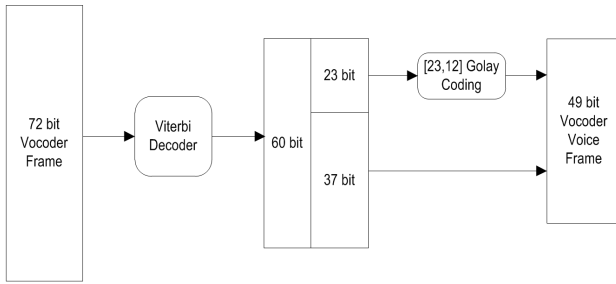 72 bit
Vocoder
Frame
Viterbi
Decoder
60 bit
23 bit
37 bit
[23,12] Golay
Coding
49 bit
Vocoder
Voice
Frame